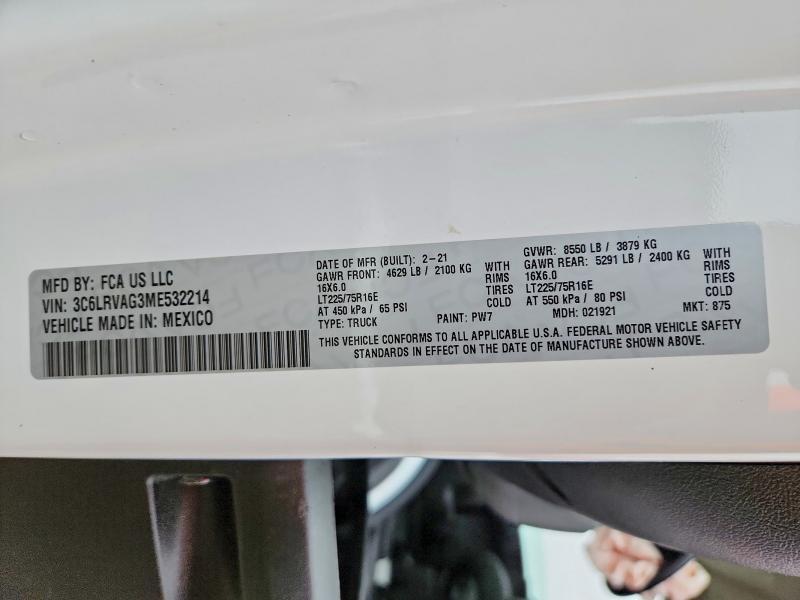 MFD BY: FCA US LLC
VIN: 3C6LRVAG3ME532214
VEHICLE MADE IN: MEXICO
DATE OF MFR (BUILT): 2-21
GAWR FRONT: 4629 LB / 2100 KG WITH
16X6.0 RIMS
LT225/75R16E TIRES
AT 450 kPa / 65 PSI COLD
TYPE: TRUCK PAINT: PW7
GVWR: 8550 LB / 3879 KG
GAWR REAR: 5291 LB / 2400 KG WITH
16X6.0 RIMS
LT225/75R16E TIRES
AT 550 kPa / 80 PSI COLD
MDH: 021921 MKT: 875
THIS VEHICLE CONFORMS TO ALL APPLICABLE U.S.A. FEDERAL MOTOR VEHICLE SAFETY
STANDARDS IN EFFECT ON THE DATE OF MANUFACTURE SHOWN ABOVE.